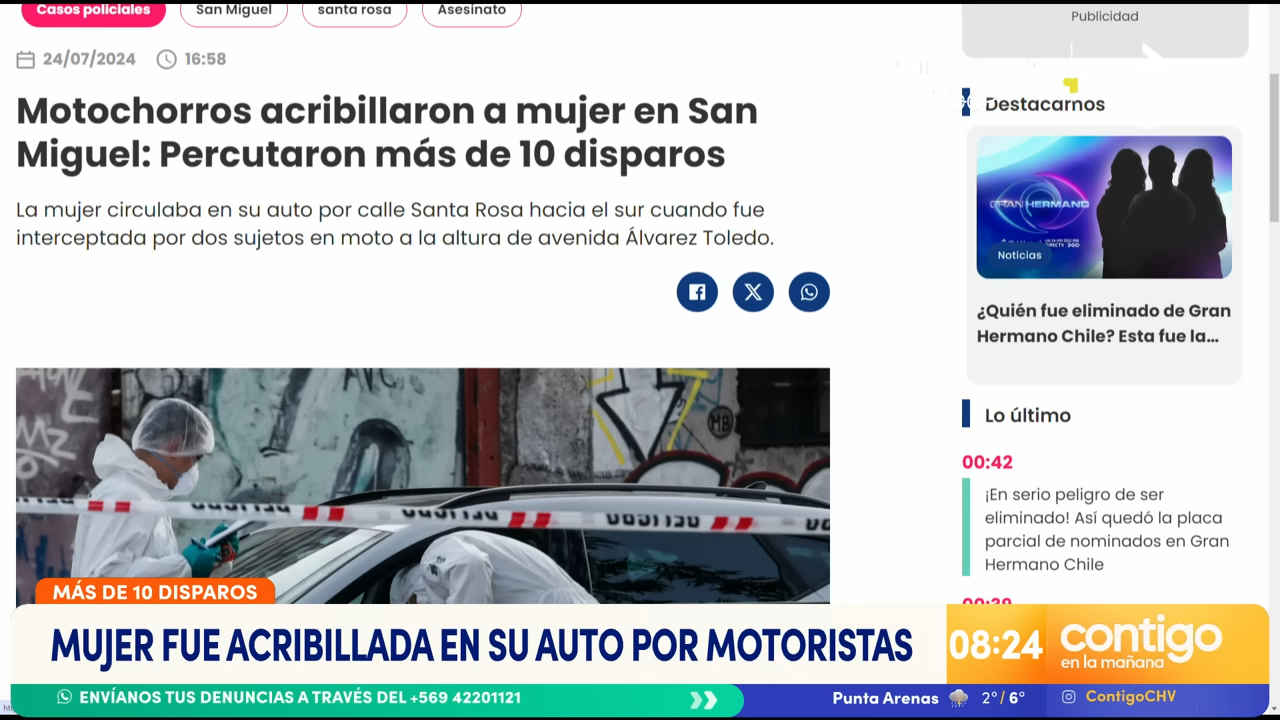 Casos policiales
San Miguel
santa rosa
Asesinato
24/07/2024
16:58
Motochorros acribillaron a mujer en San
Miguel: Percutaron más de 10 disparos
La mujer circulaba en su auto por calle Santa Rosa hacia el sur cuando fue
interceptada por dos sujetos en moto a la altura de avenida Álvarez Toledo.
Publicidad
Destacamos
GRAN HERMANO
Noticias
¿Quién fue eliminado de Gran
Hermano Chile? Esta fue la...
Lo último
00:42
¡En serio peligro de ser
eliminado! Así quedó la placa
parcial de nominados en Gran
Hermano Chile
00:39
HB
MÁS DE 10 DISPAROS
MUJER FUE ACRIBILLADA EN SU AUTO POR MOTORISTAS
08:24
contigo
en la mañana
ENVÍANOS TUS DENUNCIAS A TRAVÉS DEL +569 42201121
Punta Arenas
2° / 6°
ContigoCHV